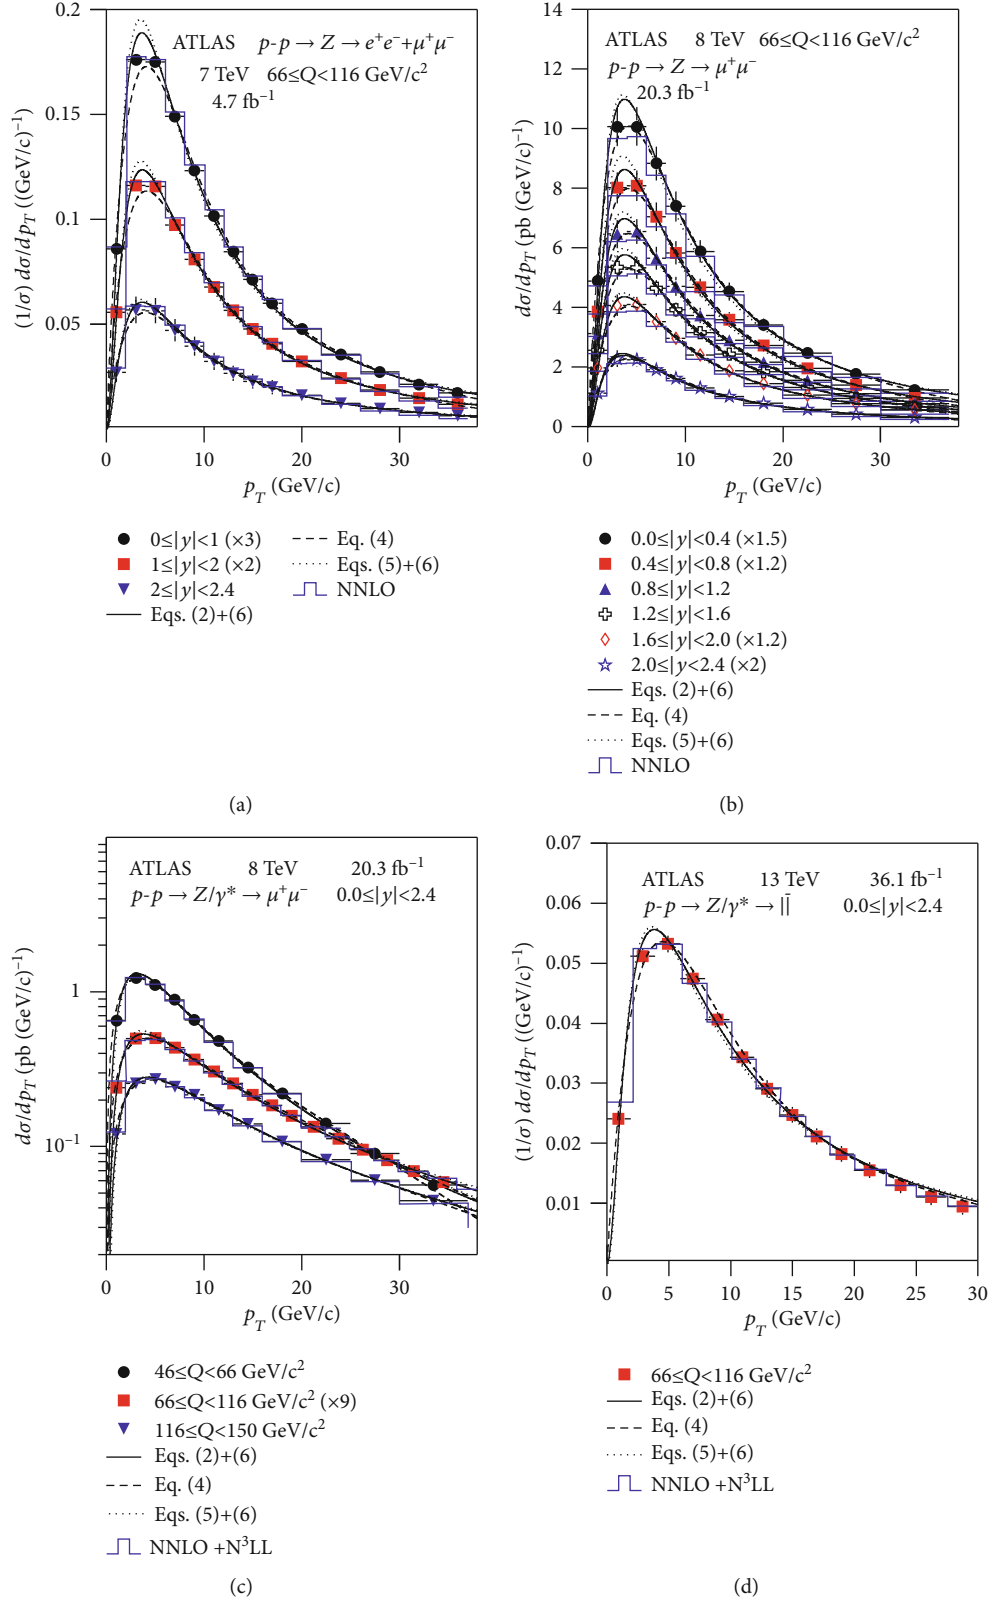 ATLAS p-p → Z → e⁺e⁻+μ⁺μ⁻
7 TeV 66≤Q<116 GeV/c²
4.7 fb⁻¹
(1/σ) dσ/dp_T ((GeV/c)⁻¹)
0.2
0.15
0.1
0.05
0 10 20 30
p_T (GeV/c)
0≤|y|<1 (×3)
1≤|y|<2 (×2)
2≤|y|<2.4
Eqs. (2)+(6)
Eq. (4)
Eqs. (5)+(6)
NNLO
(a)
ATLAS 8 TeV 66≤Q<116 GeV/c²
p-p → Z → μ⁺μ⁻
20.3 fb⁻¹
dσ/dp_T (pb (GeV/c)⁻¹)
14
12
10
8
6
4
2
0
0 10 20 30
p_T (GeV/c)
0.0≤|y|<0.4 (×1.5)
0.4≤|y|<0.8 (×1.2)
0.8≤|y|<1.2
1.2≤|y|<1.6
1.6≤|y|<2.0 (×1.2)
2.0≤|y<2.4 (×2)
Eqs. (2)+(6)
Eq. (4)
Eqs. (5)+(6)
NNLO
(b)
ATLAS 8 TeV 20.3 fb⁻¹
p-p → Z/γ* → μ⁺μ⁻ 0.0≤|y|<2.4
dσ/dp_T (pb (GeV/c)⁻¹)
1
10⁻¹
0 10 20 30
p_T (GeV/c)
46≤Q<66 GeV/c²
66≤Q<116 GeV/c² (×9)
116≤Q<150 GeV/c²
Eqs. (2)+(6)
Eq. (4)
Eqs. (5)+(6)
NNLO +N³LL
(c)
ATLAS 13 TeV 36.1 fb⁻¹
p-p → Z/γ* → l̄l̄ 0.0≤|y|<2.4
(1/σ) dσ/dp_T ((GeV/c)⁻¹)
0.07
0.06
0.05
0.04
0.03
0.02
0.01
0 5 10 15 20 25 30
p_T (GeV/c)
66≤Q<116 GeV/c²
Eqs. (2)+(6)
Eq. (4)
Eqs. (5)+(6)
NNLO +N³LL
(d)